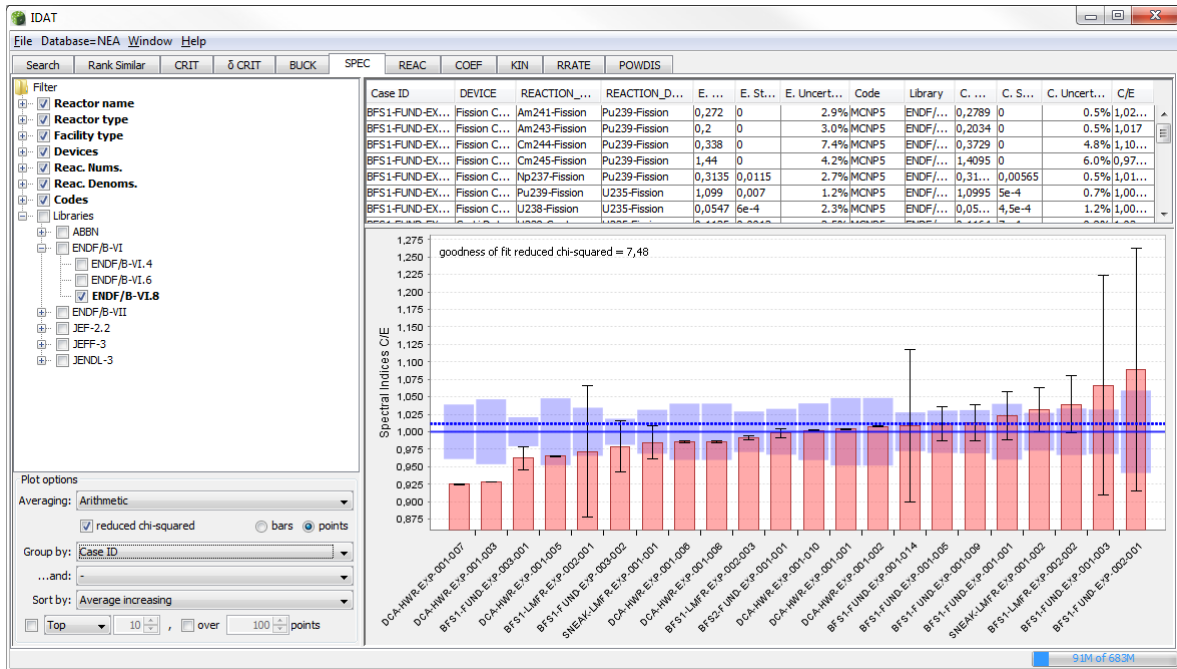 IDAT
File Database=NEA Window Help
Search Rank Similar CRIT δ CRIT BUCK SPEC REAC COEF KIN RRATE POWDIS
Filter
Reactor name
Reactor type
Facility type
Devices
Reac. Nums.
Reac. Denoms.
Codes
Libraries
ABBN
ENDF/B-VI
ENDF/B-VI.4
ENDF/B-VI.6
ENDF/B-VI.8
ENDF/B-VII
JEF-2.2
JEFF-3
JENDL-3
Plot options
Averaging: Arithmetic
reduced chi-squared bars points
Group by: Case ID
...and: -
Sort by: Average increasing
Top 10 , over 100 points
Case ID DEVICE REACTION_... REACTION_D... E. ... E. St... E. Uncert... Code Library C. ... C. S... C. Uncert... C/E
BFS1-FUND-EX... Fission C... Am241-Fission Pu239-Fission 0,272 0 2.9% MCNP5 ENDF/... 0,2789 0 0.5% 1,02...
BFS1-FUND-EX... Fission C... Am243-Fission Pu239-Fission 0,2 0 3.0% MCNP5 ENDF/... 0,2034 0 0.5% 1,017
BFS1-FUND-EX... Fission C... Cm244-Fission Pu239-Fission 0,338 0 7.4% MCNP5 ENDF/... 0,3729 0 4.8% 1,10...
BFS1-FUND-EX... Fission C... Cm245-Fission Pu239-Fission 1,44 0 4.2% MCNP5 ENDF/... 1,4095 0 6.0% 0,97...
BFS1-FUND-EX... Fission C... Np237-Fission Pu239-Fission 0,3135 0,0115 2.7% MCNP5 ENDF/... 0,31... 0,00565 0.5% 1,01...
BFS1-FUND-EX... Fission C... Pu239-Fission U235-Fission 1,099 0,007 1.2% MCNP5 ENDF/... 1,0995 5e-4 0.7% 1,00...
BFS1-FUND-EX... Fission C... U238-Fission U235-Fission 0,0547 6e-4 2.3% MCNP5 ENDF/... 0,05... 4,5e-4 1.2% 1,00...
goodness of fit reduced chi-squared = 7,48
Spectral Indices C/E
1,275
1,250
1,225
1,200
1,175
1,150
1,125
1,100
1,075
1,050
1,025
1,000
0,975
0,950
0,925
0,900
0,875
DCA-HWR-EXP-001-007
DCA-HWR-EXP-001-003
BFS1-FUND-EXP-003-001
DCA-HWR-EXP-001-005
BFS1-LMFR-EXP-002-001
BFS1-FUND-EXP-003-002
SNEAK-LMFR-EXP-001-001
DCA-HWR-EXP-001-006
DCA-HWR-EXP-001-008
BFS1-LMFR-EXP-002-003
BFS2-FUND-EXP-001-001
DCA-HWR-EXP-001-010
DCA-HWR-EXP-001-001
DCA-HWR-EXP-001-002
BFS1-FUND-EXP-001-014
BFS1-FUND-EXP-001-005
BFS1-FUND-EXP-001-009
BFS1-FUND-EXP-001-001
SNEAK-LMFR-EXP-001-002
BFS1-LMFR-EXP-002-002
BFS1-FUND-EXP-001-003
BFS1-FUND-EXP-002-001
91M of 683M